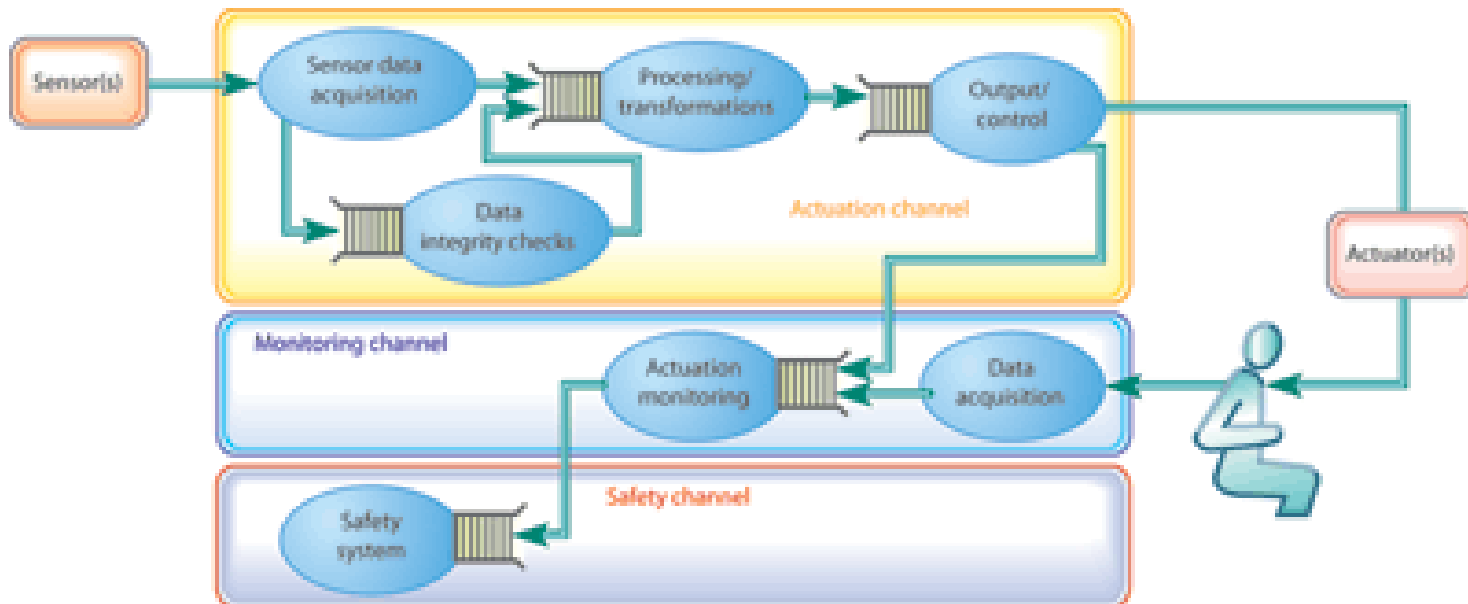 Sensor(s)
Sensor data
acquisition
Processing/
transformations
Output/
control
Data
integrity checks
Actuation channel
Actuator(s)
Monitoring channel
Actuation
monitoring
Data
acquisition
Safety channel
Safety
system